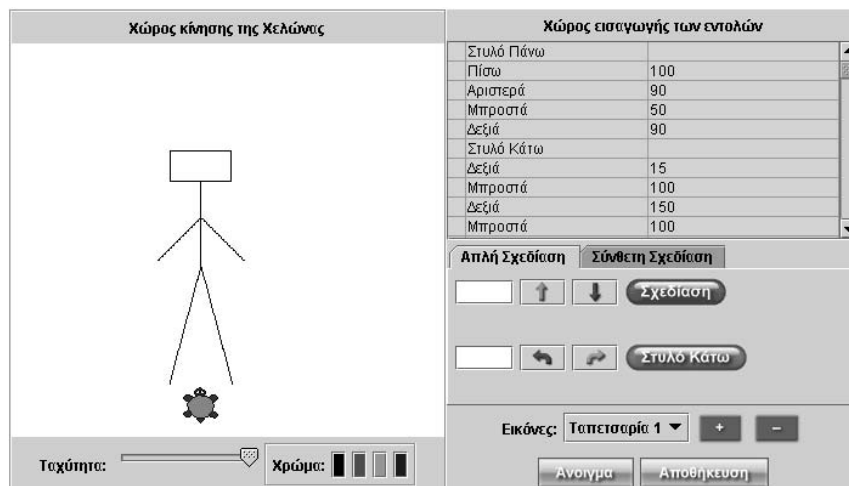 Χώρος κίνησης της Χελώνας
Χώρος εισαγωγής των εντολών
Στυλό Πάνω
Πίσω 100
Αριστερά 90
Μπροστά 50
Δεξιά 90
Στυλό Κάτω
Δεξιά 15
Μπροστά 100
Δεξιά 150
Μπροστά 100
Απλή Σχεδίαση Σύνθετη Σχεδίαση
Σχεδίαση
Στυλό Κάτω
Εικόνες: Ταπετσαρία 1 + -
Ταχύτητα: Χρώμα:
Άνοιγμα Αποθήκευση